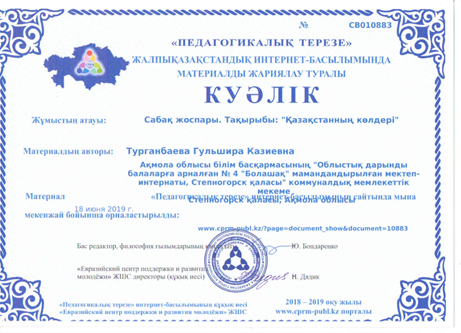 № СВ010883
«ПЕДАГОГИКАЛЫҚ ТЕРЕЗЕ»
ЖАЛПЫҚАЗАҚСТАНДЫҚ ИНТЕРНЕТ-БАСЫЛЫМЫНДА
МАТЕРИАЛДЫ ЖАРИЯЛАУ ТУРАЛЫ
КУӘЛІК
Жұмыстың атауы: Сабақ жоспары. Тақырыбы: "Қазақстанның көлдері"
Материалдың авторы: Турганбаева Гульшира Казиевна
Ақмола облысы білім басқармасының "Облыстық дарынды
балаларға арналған № 4 "Болашақ" мамандандырылған мектеп-
интернаты, Степногорск қаласы" коммуналдық мемлекеттік
мекеме
Материал «Педагогикалық терезе» интернет-басылымының сайтында мына
Степногорск қаласы, Ақмола облысы
18 июня 2019 г.
мекенжай бойынша орналастырылды:
www.cprm-publ.kz/?page=document_show&document=10883
Бас редактор, философия ғылымдарының Ю. Бондаренко
«Евразийский центр поддержки и развития
молодёжи» ЖШС директоры (құқық иесі) Н. Дядик
«Педагогикалық терезе» интернет-басылымының құқық иесі
«Евразийский центр поддержки и развития молодёжи» ЖШС
2018 – 2019 оқу жылы
www.cprm-publ.kz порталы